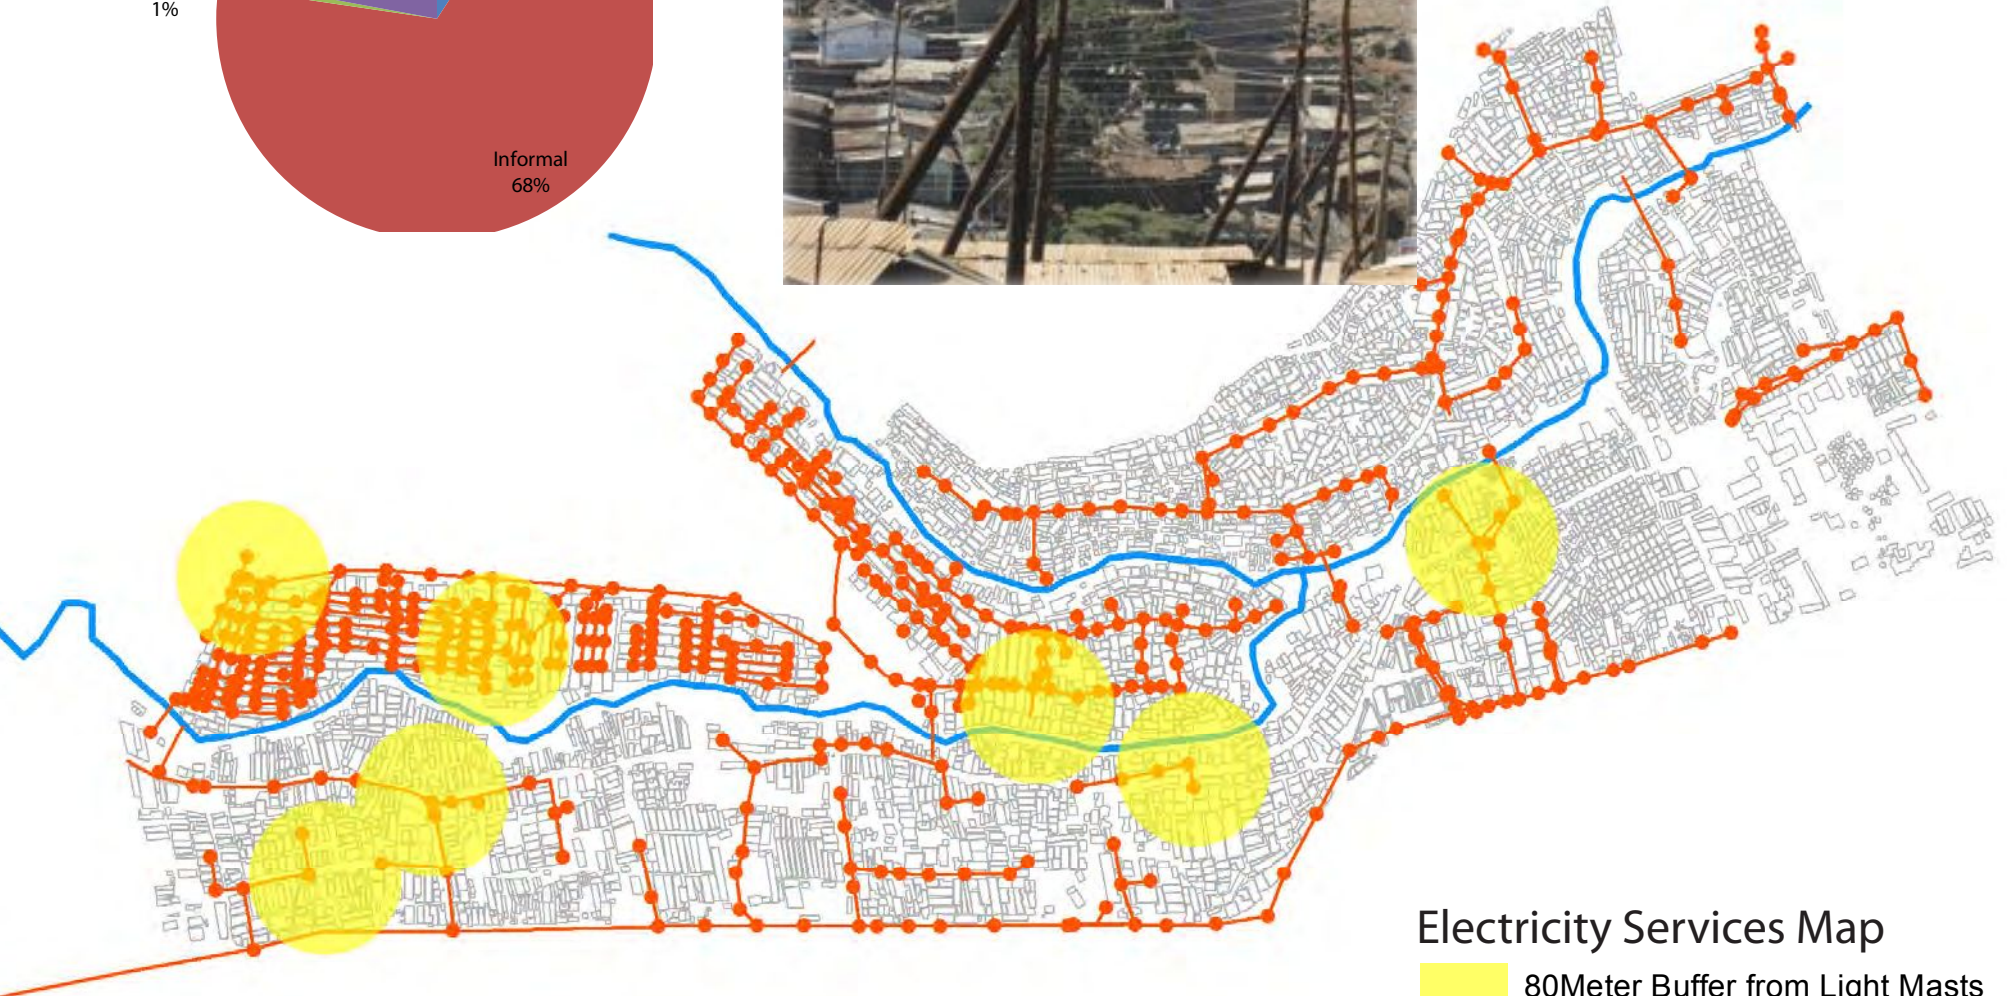 1%
Informal
68%
Electricity Services Map
80Meter Buffer from Light Masts